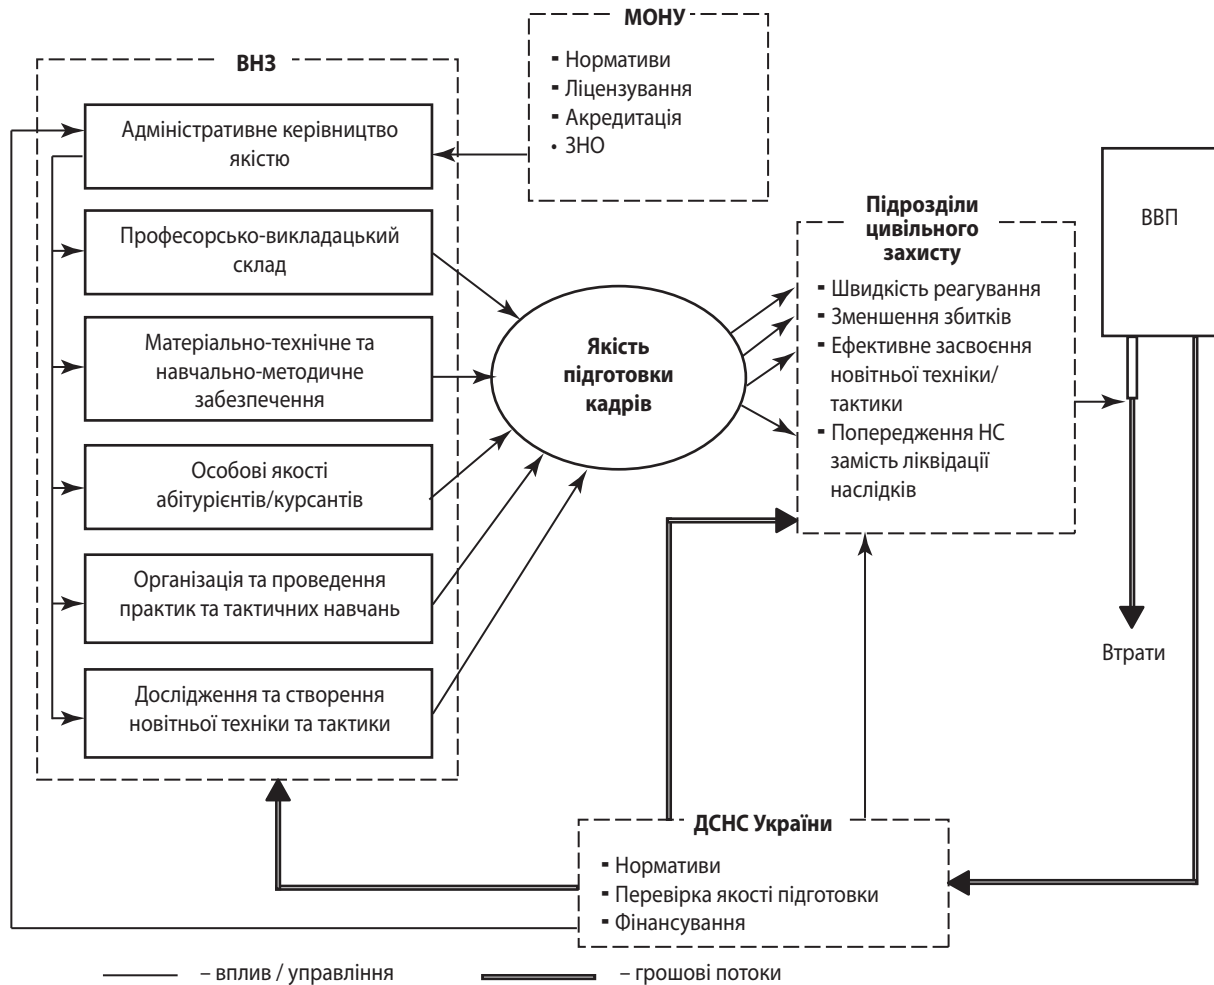 МОНУ
▪ Нормативи
▪ Ліцензування
▪ Акредитація
• ЗНО
ВНЗ
Адміністративне керівництво
якістю
Професорсько-викладацький
склад
Матеріально-технічне та
навчально-методичне
забезпечення
Особові якості
абітурієнтів/курсантів
Організація та проведення
практик та тактичних навчань
Дослідження та створення
новітньої техніки та тактики
Якість
підготовки
кадрів
Підрозділи
цивільного
захисту
▪ Швидкість реагування
▪ Зменшення збитків
▪ Ефективне засвоєння
новітньої техніки/
тактики
▪ Попередження НС
замість ліквідації
наслідків
ВВП
Втрати
ДСНС України
▪ Нормативи
▪ Перевірка якості підготовки
▪ Фінансування
– вплив / управління
– грошові потоки